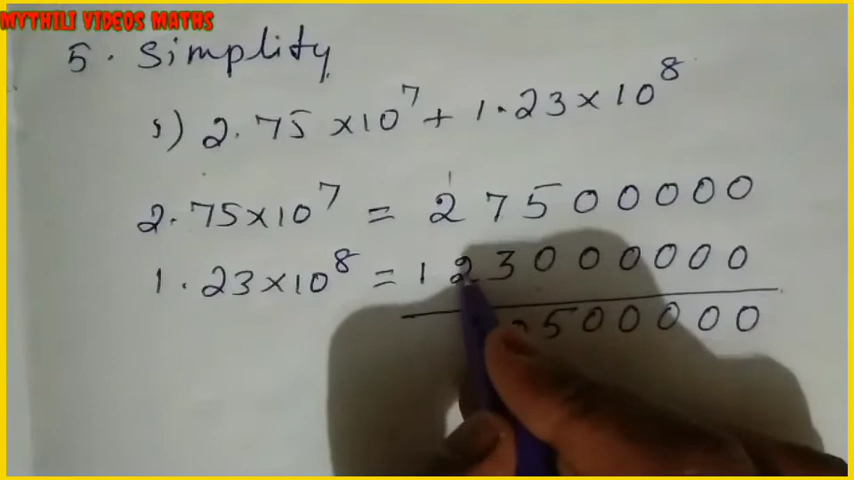 MYTHILI VIDEOS MATHS
5. Simplity
s) 2.75 ×10^7 + 1.23×10^8
2.75×10^7 = 27500000
1.23×10^8 = 123000000
500000